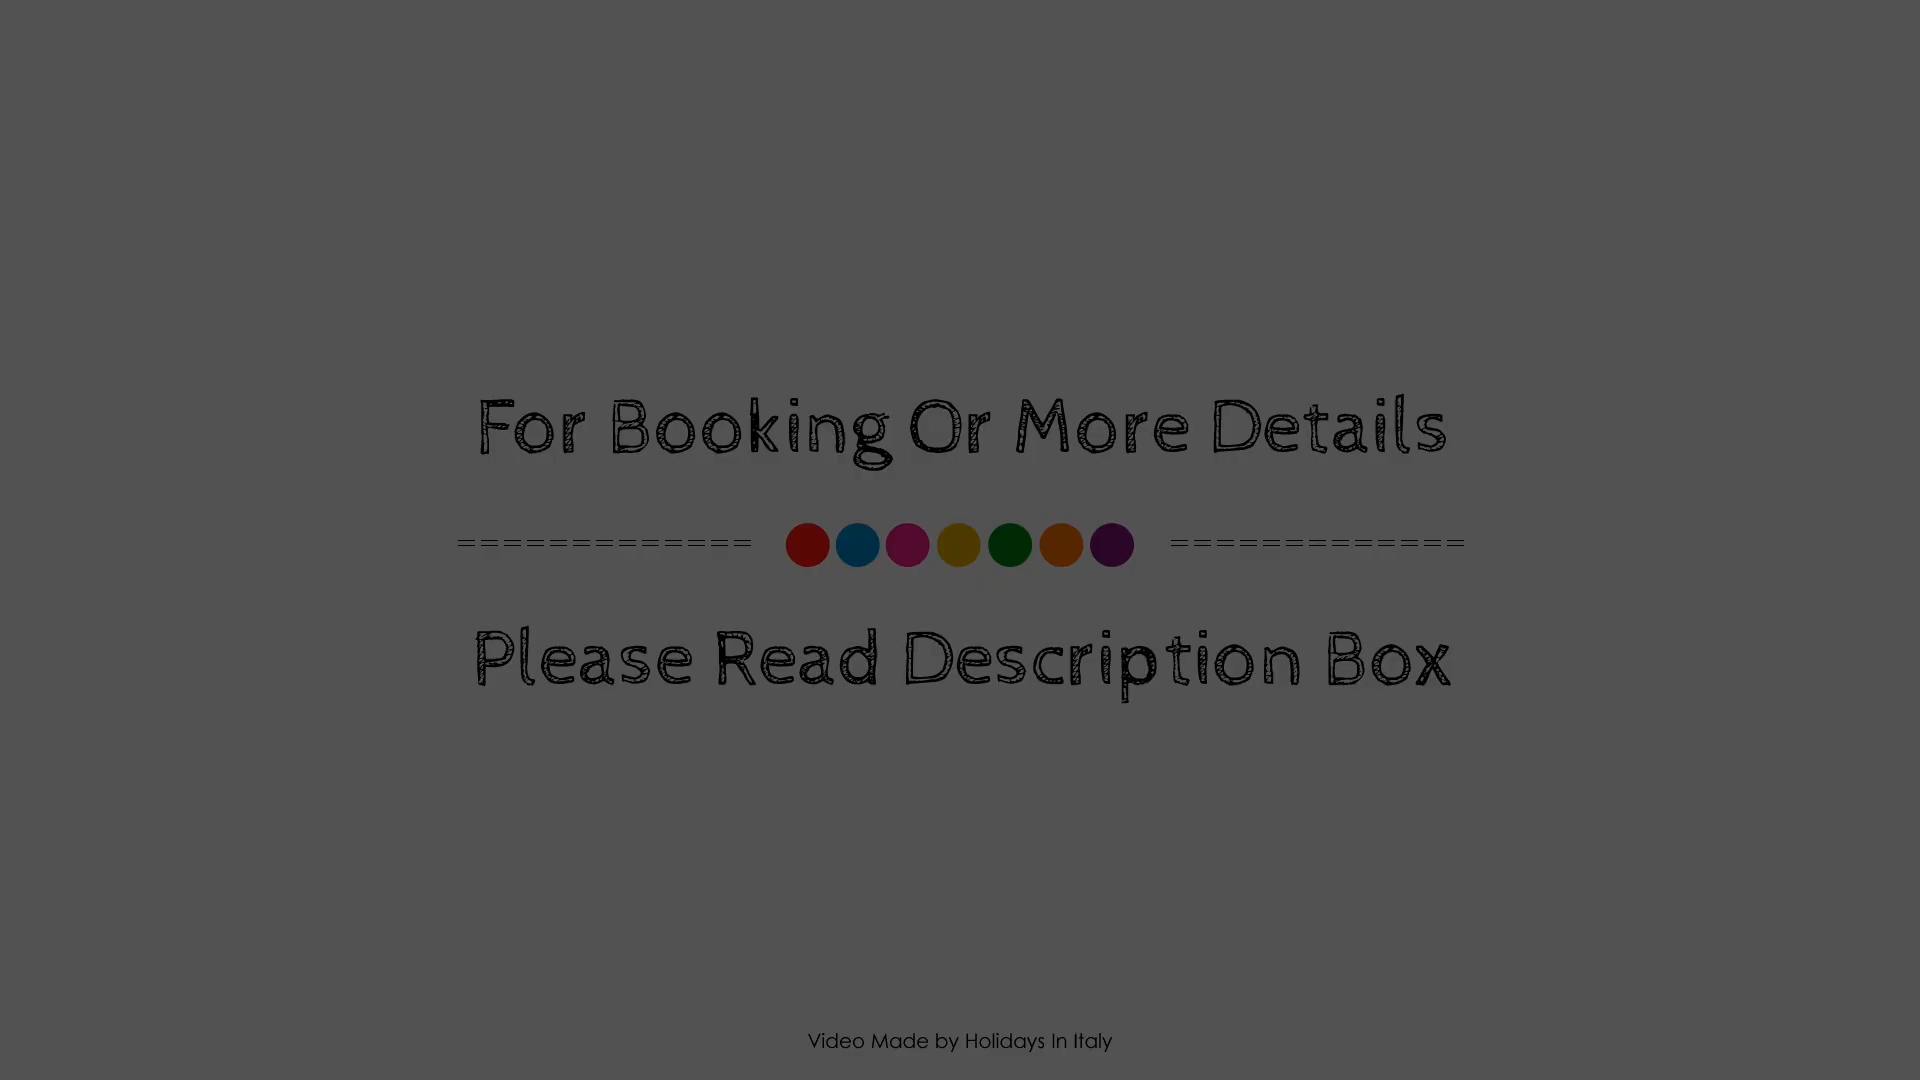 For Booking Or More Details
============= =============
Please Read Description Box
Video Made by Holidays In Italy